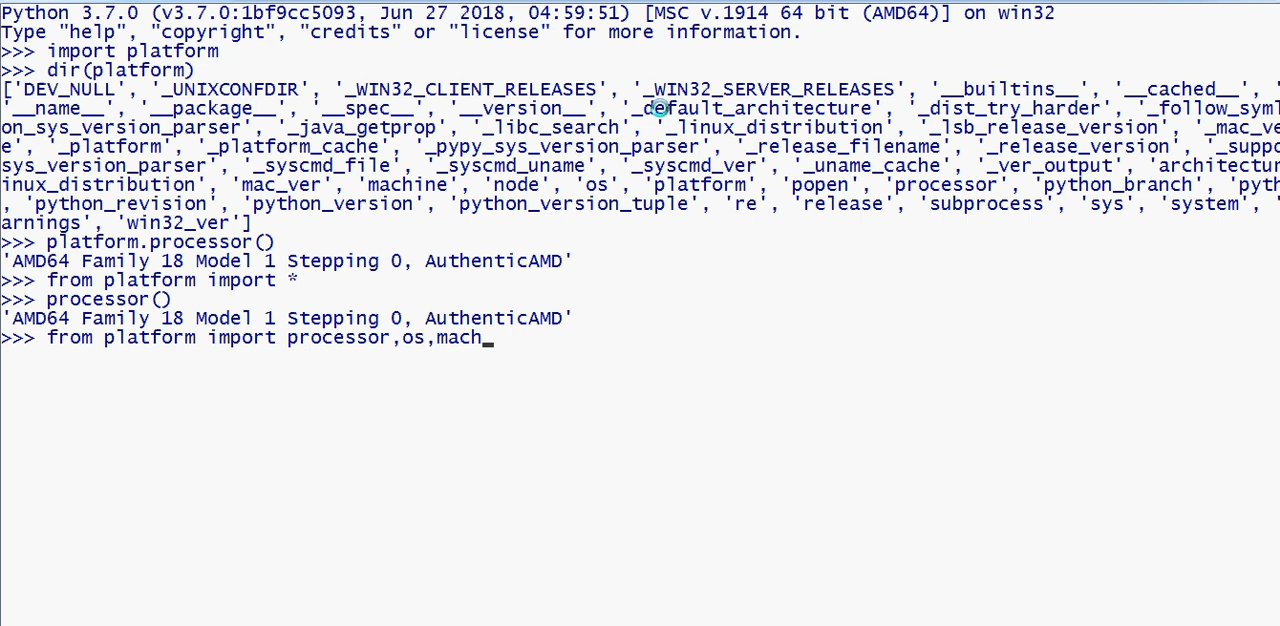 Python 3.7.0 (v3.7.0:1bf9cc5093, Jun 27 2018, 04:59:51) [MSC v.1914 64 bit (AMD64)] on win32
Type "help", "copyright", "credits" or "license" for more information.
>>> import platform
>>> dir(platform)
['DEV_NULL', '_UNIXCONFDIR', '_WIN32_CLIENT_RELEASES', '_WIN32_SERVER_RELEASES', '__builtins__', '__cached__', '
'__name__', '__package__', '__spec__', '__version__', '_default_architecture', '_dist_try_harder', '_follow_syml
on_sys_version_parser', '_java_getprop', '_libc_search', '_linux_distribution', '_lsb_release_version', '_mac_ve
e', '_platform', '_platform_cache', '_pypy_sys_version_parser', '_release_filename', '_release_version', '_suppo
sys_version_parser', '_syscmd_file', '_syscmd_uname', '_syscmd_ver', '_uname_cache', '_ver_output', 'architectur
inux_distribution', 'mac_ver', 'machine', 'node', 'os', 'platform', 'popen', 'processor', 'python_branch', 'pyth
, 'python_revision', 'python_version', 'python_version_tuple', 're', 'release', 'subprocess', 'sys', 'system', '
arnings', 'win32_ver']
>>> platform.processor()
'AMD64 Family 18 Model 1 Stepping 0, AuthenticAMD'
>>> from platform import *
>>> processor()
'AMD64 Family 18 Model 1 Stepping 0, AuthenticAMD'
>>> from platform import processor,os,mach